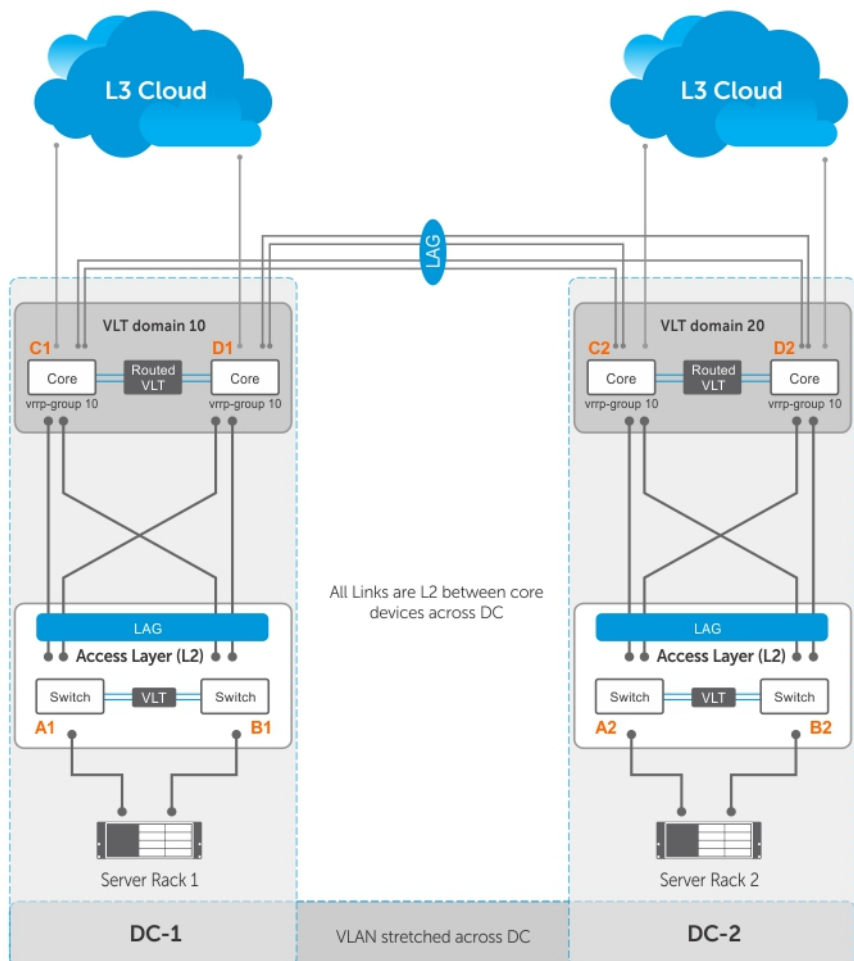 L3 Cloud
L3 Cloud
LAG
VLT domain 10
C1
D1
Core
Routed
VLT
Core
vrrp-group 10
vrrp-group 10
VLT domain 20
C2
D2
Core
Routed
VLT
Core
vrrp-group 10
vrrp-group 10
All Links are L2 between core
devices across DC
LAG
Access Layer (L2)
Switch
VLT
Switch
A1
B1
Server Rack 1
LAG
Access Layer (L2)
Switch
VLT
Switch
A2
B2
Server Rack 2
DC-1
VLAN stretched across DC
DC-2